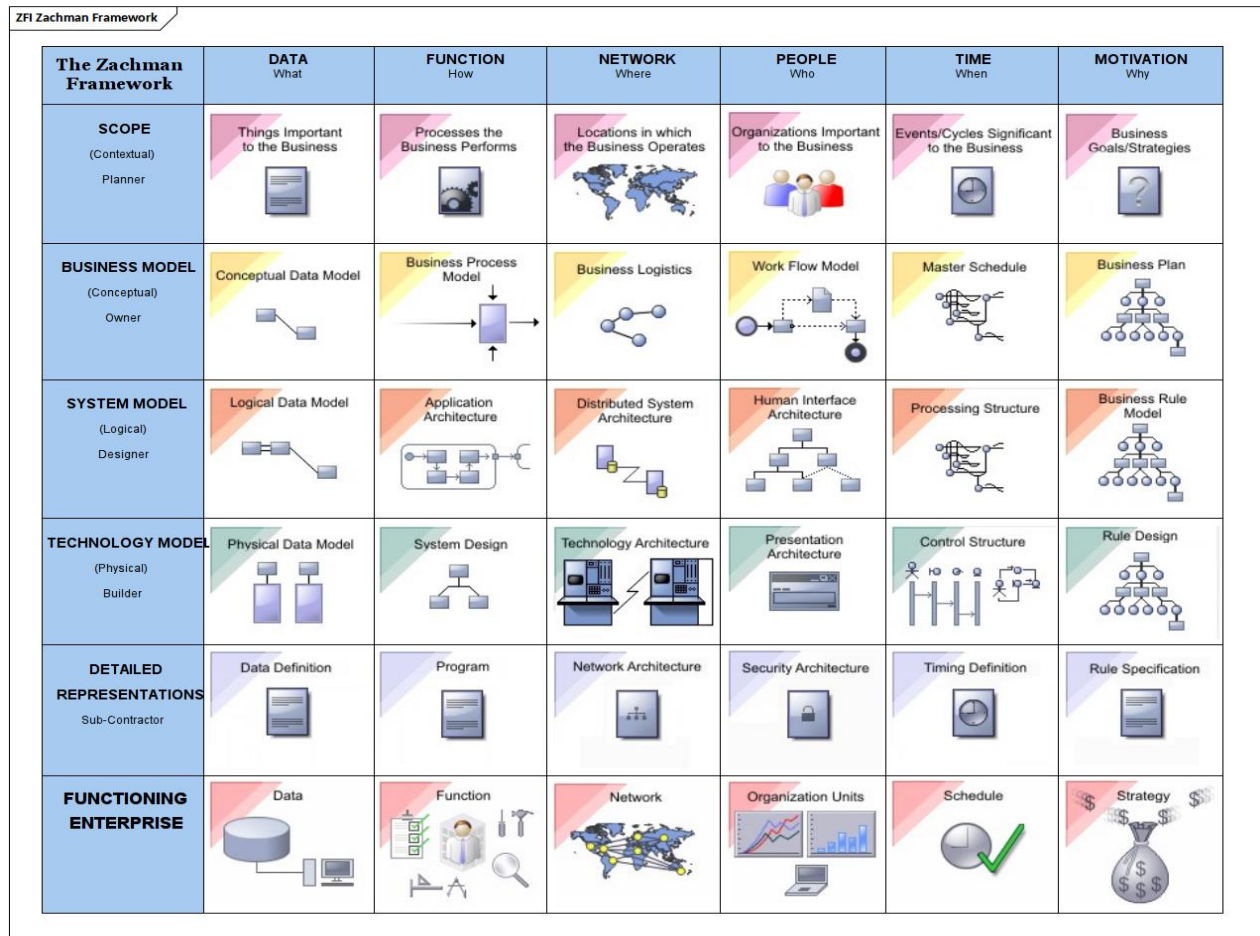 ZFI Zachman Framework
The Zachman
Framework
DATA
What
FUNCTION
How
NETWORK
Where
PEOPLE
Who
TIME
When
MOTIVATION
Why
SCOPE
(Contextual)
Planner
Things Important
to the Business
Processes the
Business Performs
Locations in which
the Business Operates
Organizations Important
to the Business
Events/Cycles Significant
to the Business
Business
Goals/Strategies
?
BUSINESS MODEL
(Conceptual)
Owner
Conceptual Data Model
Business Process
Model
Business Logistics
Work Flow Model
Master Schedule
Business Plan
SYSTEM MODEL
(Logical)
Designer
Logical Data Model
Application
Architecture
Distributed System
Architecture
Human Interface
Architecture
Processing Structure
Business Rule
Model
TECHNOLOGY MODEL
(Physical)
Builder
Physical Data Model
System Design
Technology Architecture
Presentation
Architecture
Control Structure
Rule Design
DETAILED
REPRESENTATIONS
Sub-Contractor
Data Definition
Program
Network Architecture
Security Architecture
Timing Definition
Rule Specification
FUNCTIONING
ENTERPRISE
Data
Function
Network
Organization Units
Schedule
Strategy
$ $
$
$ $ $